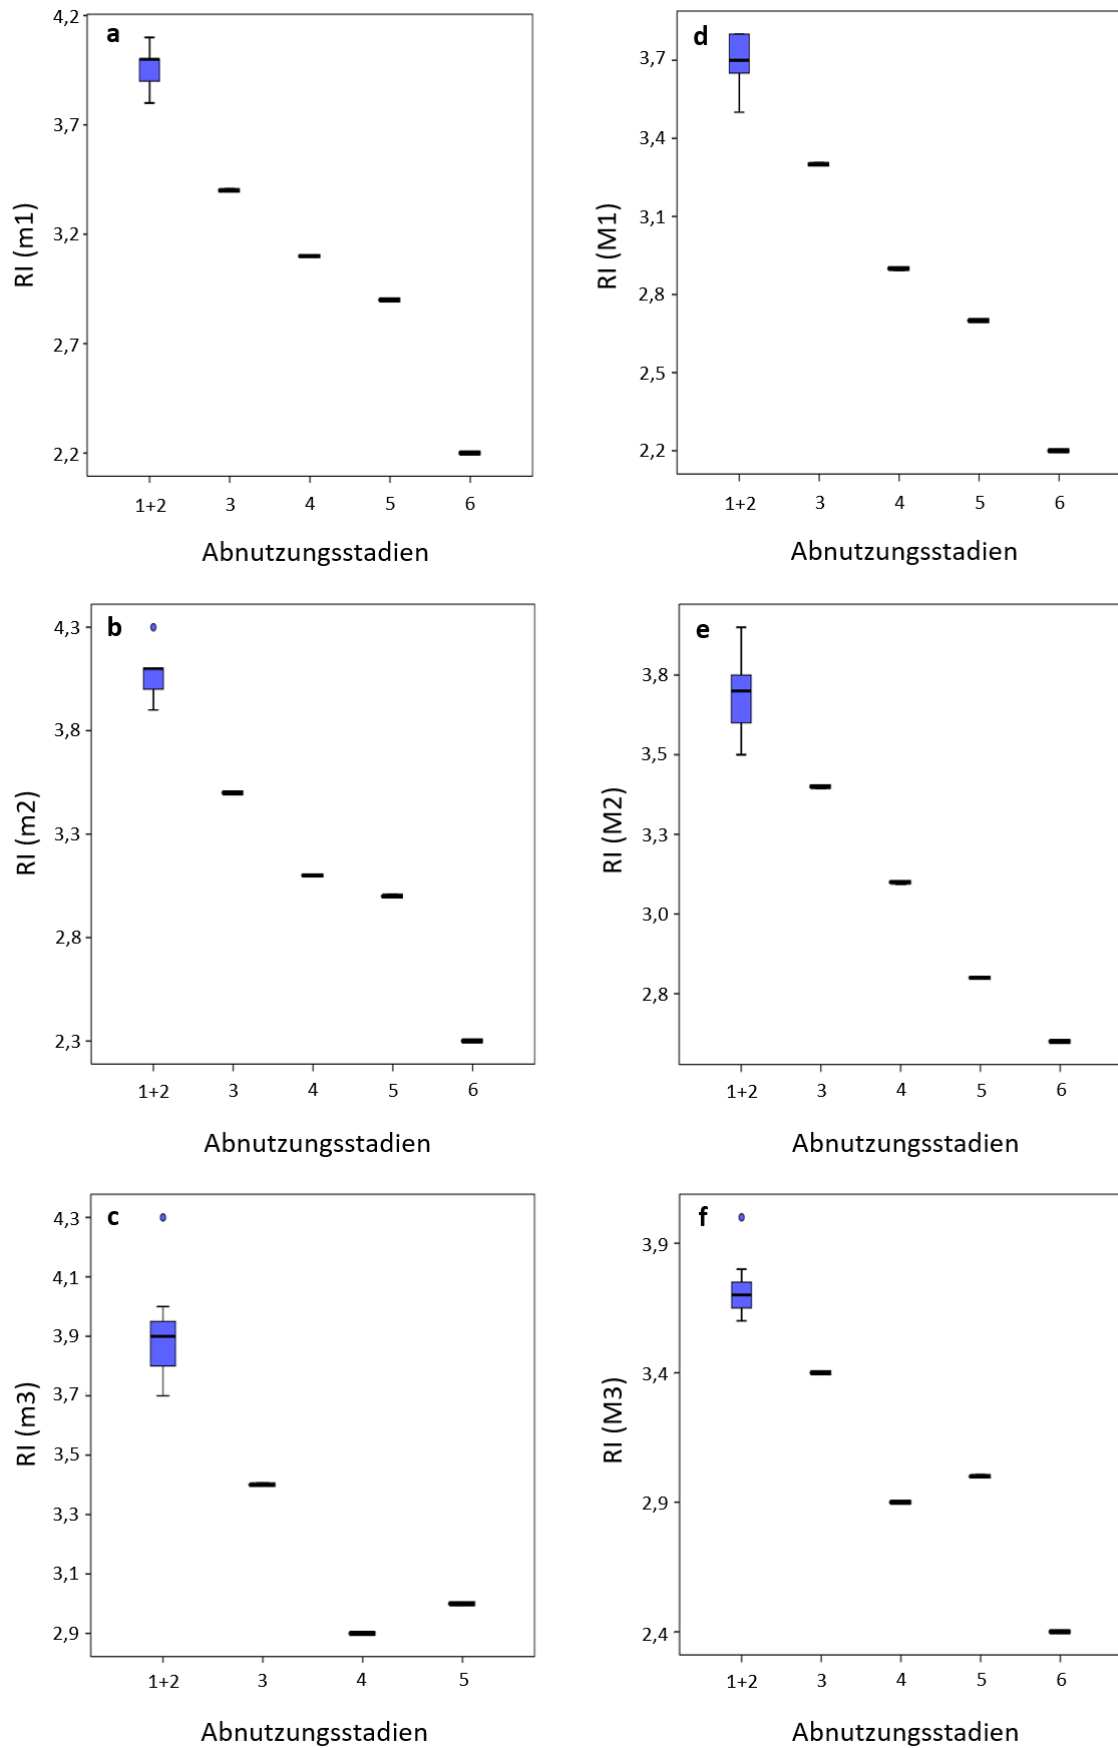 a
4,2
3,7
3,2
2,7
2,2
RI (m1)
1+2 3 4 5 6
Abnutzungsstadien
d
3,7
3,4
3,1
2,8
2,5
2,2
RI (M1)
1+2 3 4 5 6
Abnutzungsstadien
b
4,3
3,8
3,3
2,8
2,3
RI (m2)
1+2 3 4 5 6
Abnutzungsstadien
e
3,8
3,5
3,3
3,0
2,8
RI (M2)
1+2 3 4 5 6
Abnutzungsstadien
c
4,3
4,1
3,9
3,7
3,5
3,3
3,1
2,9
RI (m3)
1+2 3 4 5
Abnutzungsstadien
f
3,9
3,4
2,9
2,4
RI (M3)
1+2 3 4 5 6
Abnutzungsstadien